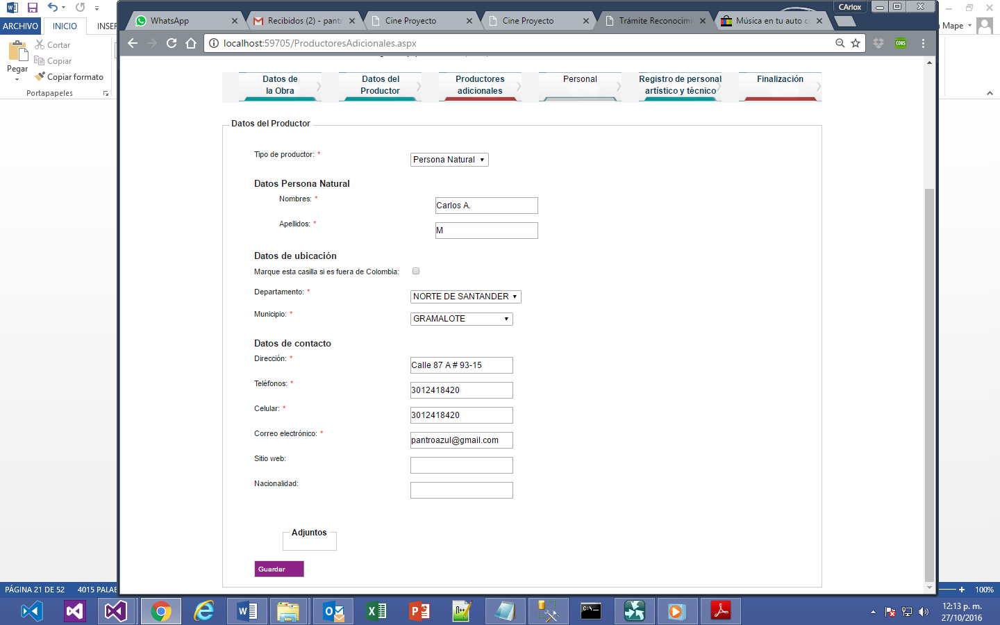 CArlox
WhatsApp
Recibidos (2) - pant
Cine Proyecto
Cine Proyecto
Trámite Reconocimi
Música en tu auto c
localhost:59705/ProductoresAdicionales.aspx
CORS
ARCHIVO
INICIO
INSER
Mape
Pegar
Cortar
Copiar
Copiar formato
Portapapeles
Datos de
la Obra
Datos del
Productor
Productores
adicionales
Personal
Registro de personal
artístico y técnico
Finalización
Datos del Productor
Tipo de productor: *
Persona Natural
Datos Persona Natural
Nombres: *
Carlos A.
Apellidos: *
M
Datos de ubicación
Marque esta casilla si es fuera de Colombia:
Departamento: *
NORTE DE SANTANDER
Municipio: *
GRAMALOTE
Datos de contacto
Dirección: *
Calle 87 A # 93-15
Teléfonos: *
3012418420
Celular: *
3012418420
Correo electrónico: *
pantroazul@gmail.com
Sitio web:
Nacionalidad:
Adjuntos
Guardar
PÁGINA 21 DE 52
4015 PALAB
100%
12:13 p. m.
27/10/2016